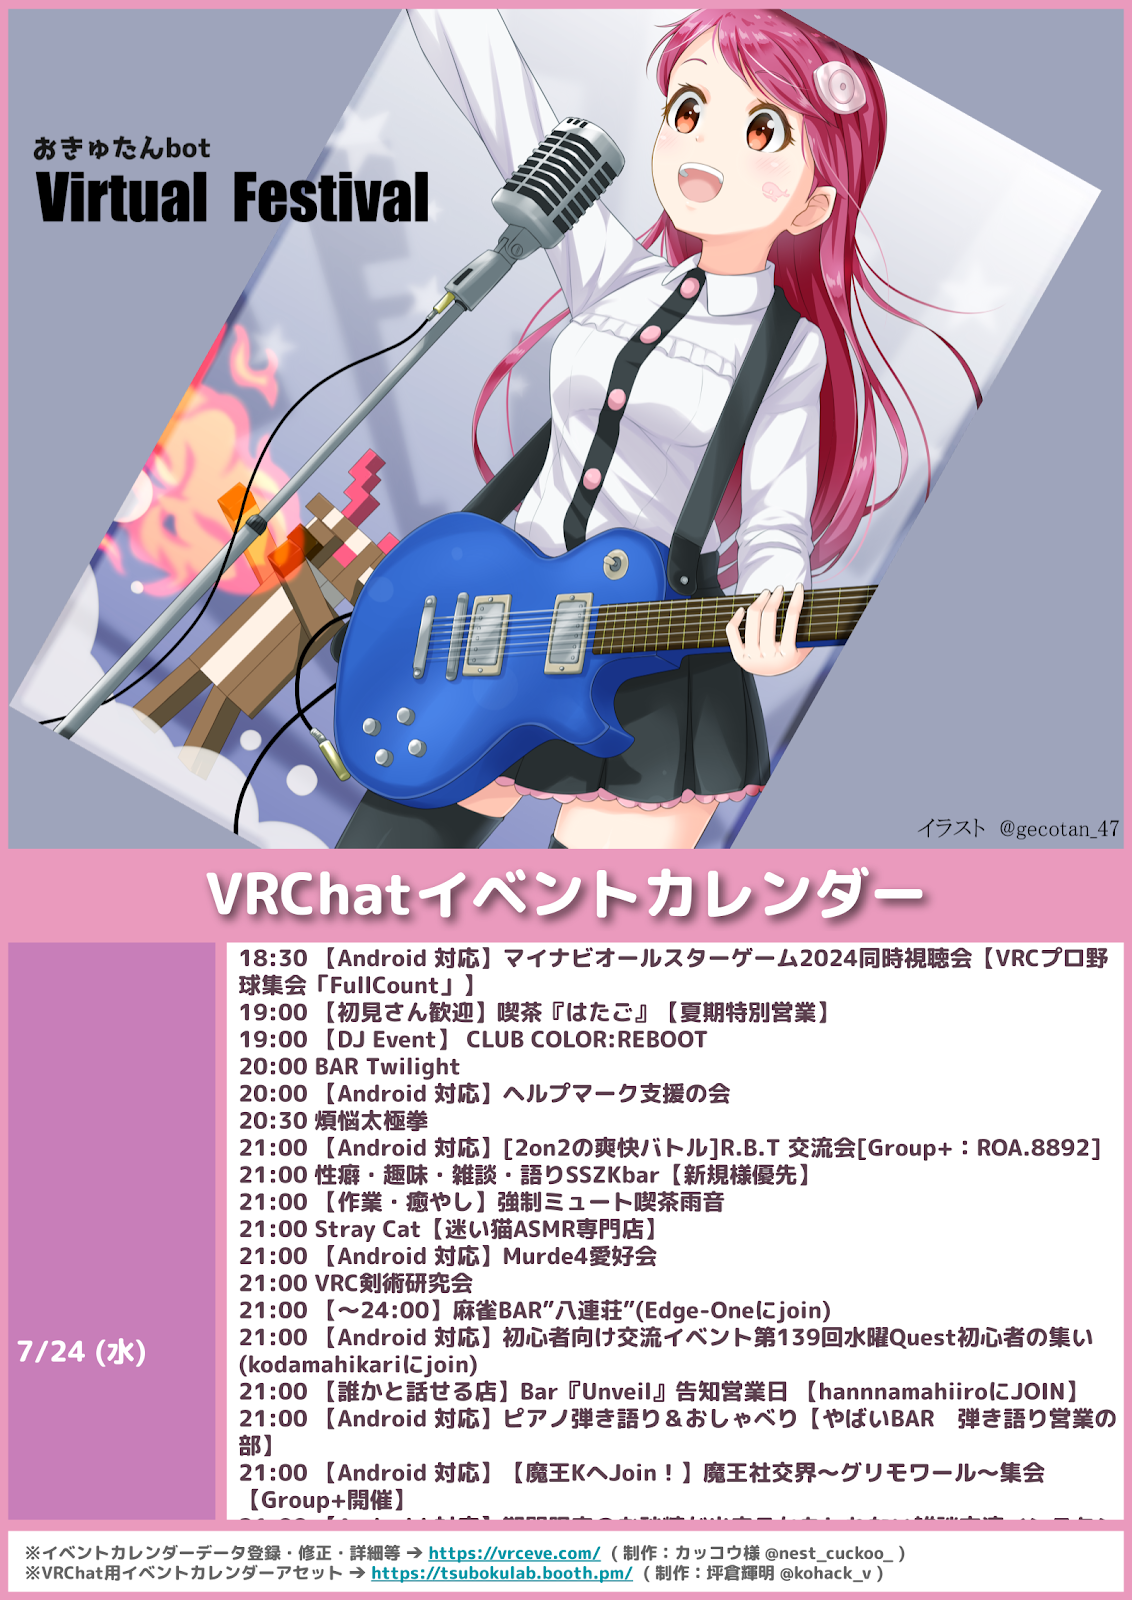 おきゅたんbot
Virtual Festival
イラスト @gecotan_47
VRChatイベントカレンダー
7/24 (水)
18:30 【Android 対応】マイナビオールスターゲーム2024同時視聴会【VRCプロ野
球集会「FullCount」】
19:00 【初見さん歓迎】喫茶『はたご』【夏期特別営業】
19:00 【DJ Event】 CLUB COLOR:REBOOT
20:00 BAR Twilight
20:00 【Android 対応】ヘルプマーク支援の会
20:30 煩悩太極拳
21:00 【Android 対応】[2on2の爽快バトル]R.B.T 交流会[Group+：ROA.8892]
21:00 性癖・趣味・雑談・語りSSZKbar【新規様優先】
21:00 【作業・癒やし】強制ミュート喫茶雨音
21:00 Stray Cat【迷い猫ASMR専門店】
21:00 【Android 対応】Murde4愛好会
21:00 VRC剣術研究会
21:00 【～24:00】麻雀BAR”八連荘”(Edge-Oneにjoin)
21:00 【Android 対応】初心者向け交流イベント第139回水曜Quest初心者の集い
(kodamahikariにjoin)
21:00 【誰かと話せる店】Bar『Unveil』告知営業日 【hannnamahiiroにJOIN】
21:00 【Android 対応】ピアノ弾き語り＆おしゃべり【やばいBAR　弾き語り営業の
部】
21:00 【Android 対応】【魔王KへJoin！】魔王社交界～グリモワール～集会
【Group+開催】
※イベントカレンダーデータ登録・修正・詳細等 ➔ https://vrceve.com/ ( 制作：カッコウ様 @nest_cuckoo_ )
※VRChat用イベントカレンダーアセット ➔ https://tsubokulab.booth.pm/ ( 制作：坪倉輝明 @kohack_v )